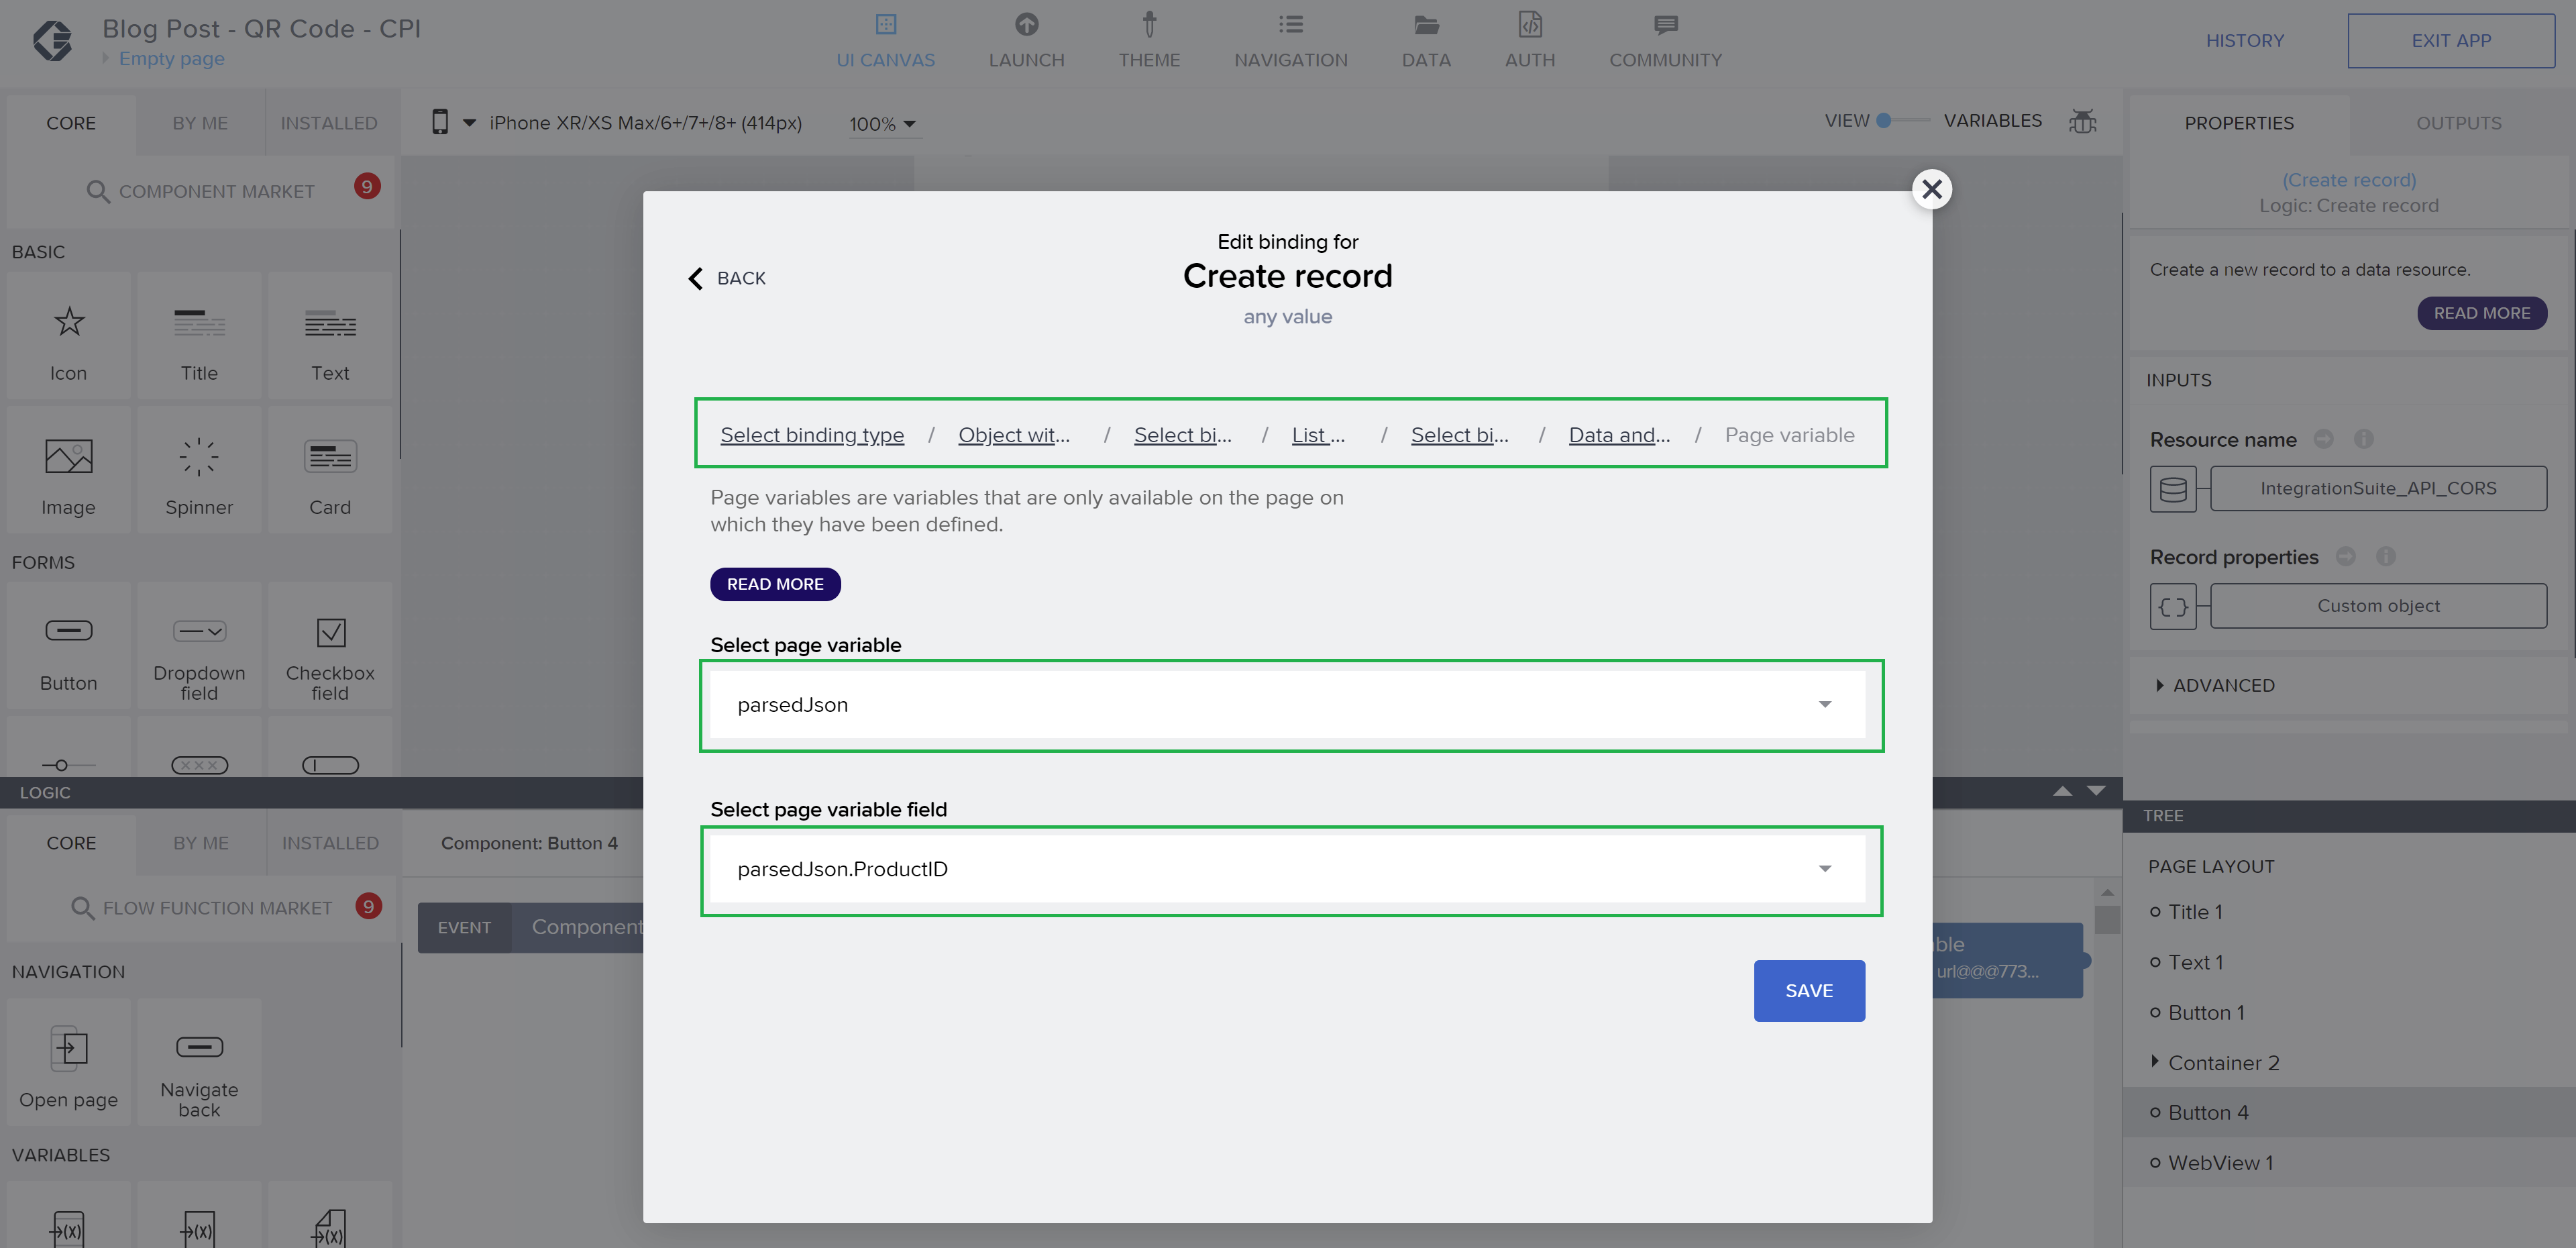 Blog Post - QR Code - CPI
Empty page
UI CANVAS
LAUNCH
THEME
NAVIGATION
DATA
AUTH
COMMUNITY
HISTORY
EXIT APP
CORE
BY ME
INSTALLED
COMPONENT MARKET
9
BASIC
Icon
Title
Text
Image
Spinner
Card
FORMS
Button
Dropdown
field
Checkbox
field
iPhone XR/XS Max/6+/7+/8+ (414px)
100%
VIEW
VARIABLES
Edit binding for
BACK
Create record
any value
Select binding type / Object wit... / Select bi... / List ... / Select bi... / Data and... / Page variable
Page variables are variables that are only available on the page on
which they have been defined.
READ MORE
Select page variable
parsedJson
Select page variable field
parsedJson.ProductID
SAVE
PROPERTIES
OUTPUTS
(Create record)
Logic: Create record
Create a new record to a data resource.
READ MORE
INPUTS
Resource name
IntegrationSuite_API_CORS
Record properties
Custom object
ADVANCED
LOGIC
CORE
BY ME
INSTALLED
FLOW FUNCTION MARKET
9
NAVIGATION
Open page
Navigate
back
VARIABLES
Component: Button 4
EVENT
Component
ble
url@@@773...
TREE
PAGE LAYOUT
Title 1
Text 1
Button 1
Container 2
Button 4
WebView 1